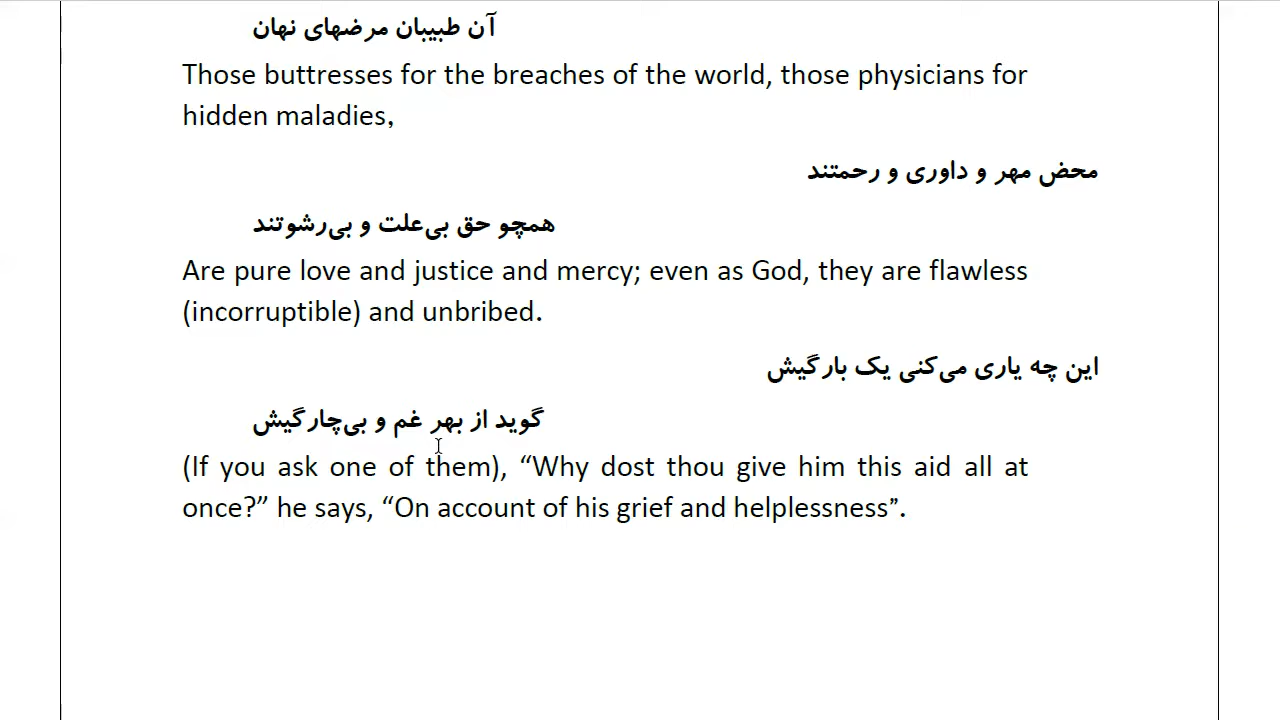 آن طبیبان مرضهای نهان
Those buttresses for the breaches of the world, those physicians for
hidden maladies,
محض مهر و داوری و رحمتند
همچو حق بی‌علت و بی‌رشوتند
Are pure love and justice and mercy; even as God, they are flawless
(incorruptible) and unbribed.
این چه یاری می‌کنی یک بارگیش
گوید از بهر غم و بی‌چارگیش
(If you ask one of them), “Why dost thou give him this aid all at
once?” he says, “On account of his grief and helplessness”.